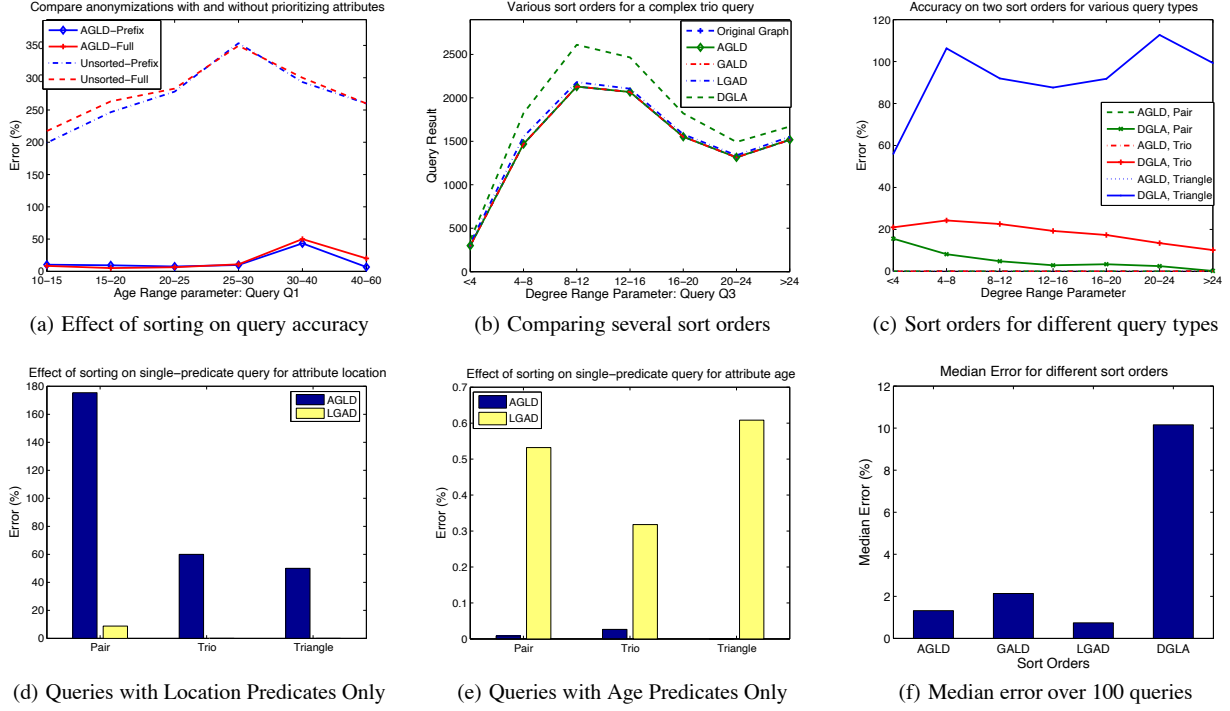 Compare anonymizations with and without prioritizing attributes
400
350
300
250
200
150
100
50
0
Error (%)
AGLD−Prefix
AGLD−Full
Unsorted−Prefix
Unsorted−Full
10−15 15−20 20−25 25−30 30−40 40−60
Age Range parameter: Query Q1
(a) Effect of sorting on query accuracy
Various sort orders for a complex trio query
2500
2000
1500
1000
500
0
Query Result
Original Graph
AGLD
GALD
LGAD
DGLA
<4 4−8 8−12 12−16 16−20 20−24 >24
Degree Range Parameter: Query Q3
(b) Comparing several sort orders
Accuracy on two sort orders for various query types
120
100
80
60
40
20
0
Error (%)
AGLD, Pair
DGLA, Pair
AGLD, Trio
DGLA, Trio
AGLD, Triangle
DGLA, Triangle
<4 4−8 8−12 12−16 16−20 20−24 >24
Degree Range Parameter
(c) Sort orders for different query types
Effect of sorting on single−predicate query for attribute location
180
160
140
120
100
80
60
40
20
0
Error (%)
AGLD
LGAD
Pair Trio Triangle
(d) Queries with Location Predicates Only
Effect of sorting on single−predicate query for attribute age
0.7
0.6
0.5
0.4
0.3
0.2
0.1
0
Error (%)
AGLD
LGAD
Pair Trio Triangle
(e) Queries with Age Predicates Only
Median Error for different sort orders
12
10
8
6
4
2
0
Median Error (%)
AGLD GALD LGAD DGLA
Sort Orders
(f) Median error over 100 queries